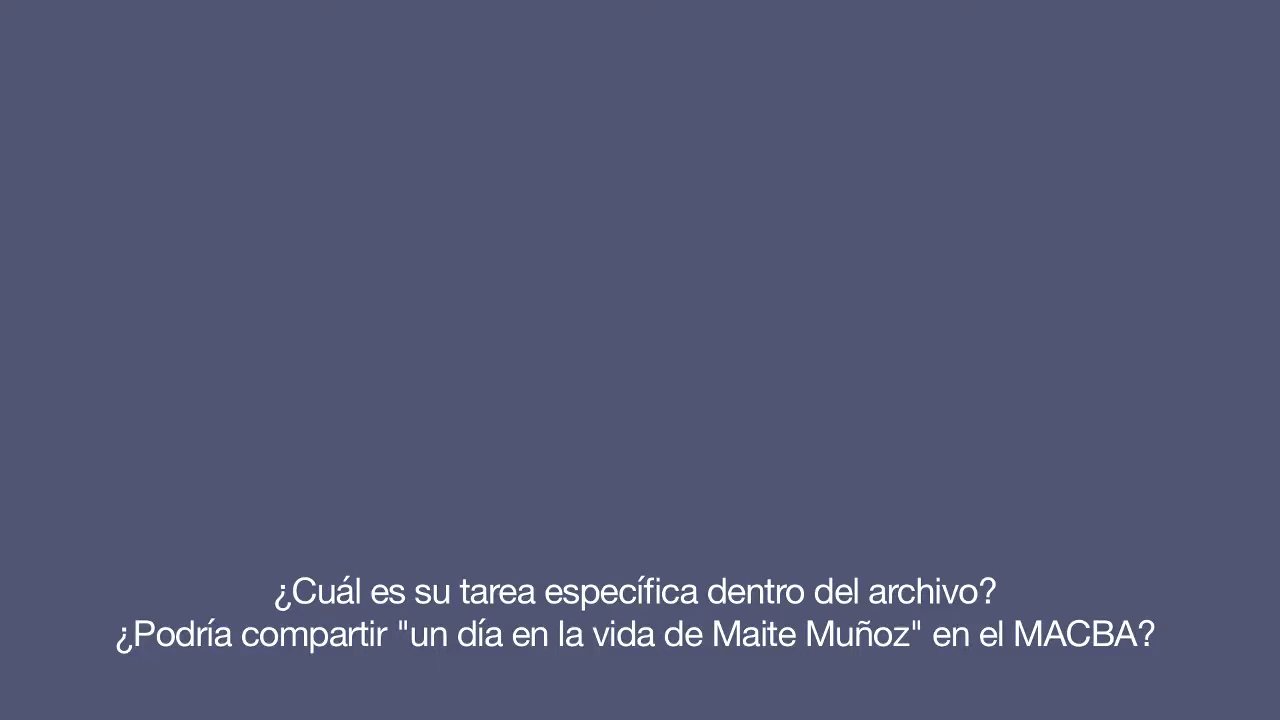 ¿Cuál es su tarea específica dentro del archivo?
¿Podría compartir "un día en la vida de Maite Muñoz" en el MACBA?